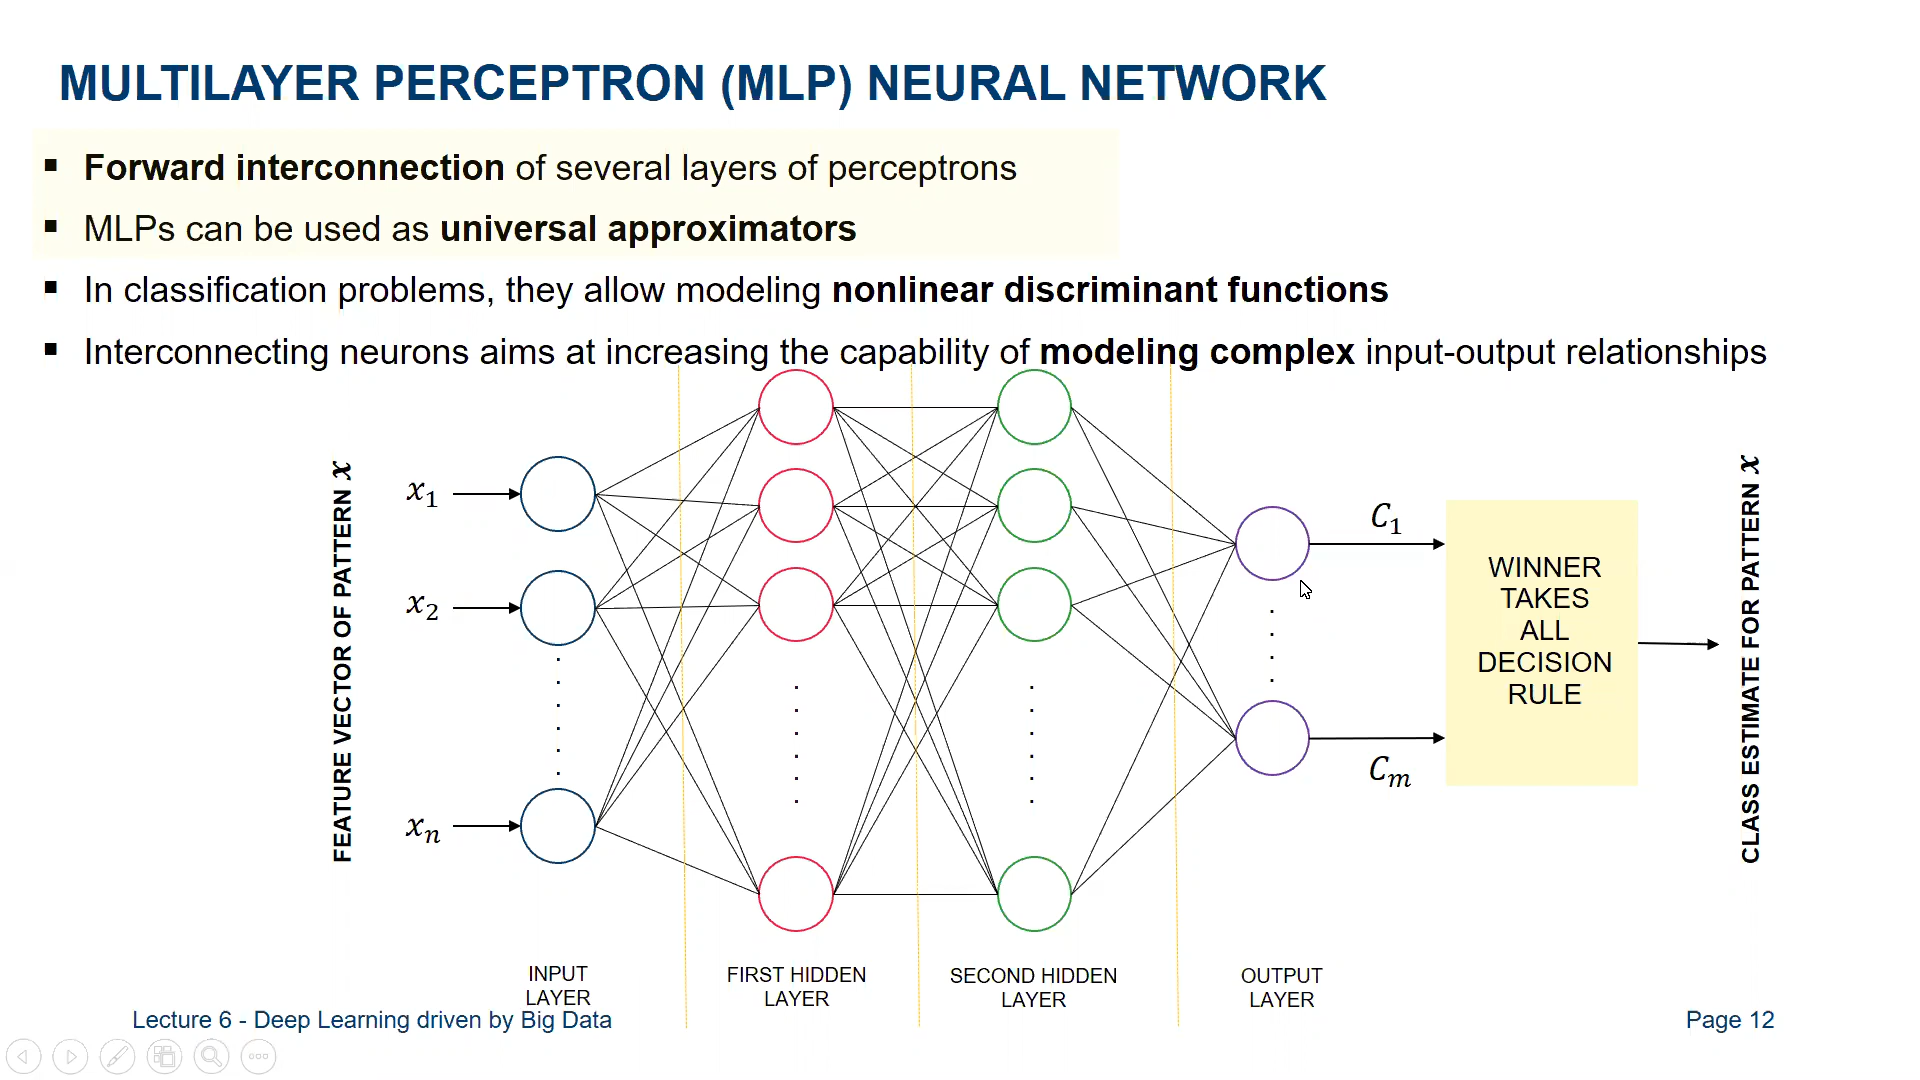 MULTILAYER PERCEPTRON (MLP) NEURAL NETWORK
▪ Forward interconnection of several layers of perceptrons
▪ MLPs can be used as universal approximators
▪ In classification problems, they allow modeling nonlinear discriminant functions
▪ Interconnecting neurons aims at increasing the capability of modeling complex input-output relationships
FEATURE VECTOR OF PATTERN x
x₁
x₂
xₙ
C₁
Cₘ
WINNER
TAKES
ALL
DECISION
RULE
CLASS ESTIMATE FOR PATTERN x
INPUT
LAYER
FIRST HIDDEN
LAYER
SECOND HIDDEN
LAYER
OUTPUT
LAYER
Lecture 6 - Deep Learning driven by Big Data
Page 12